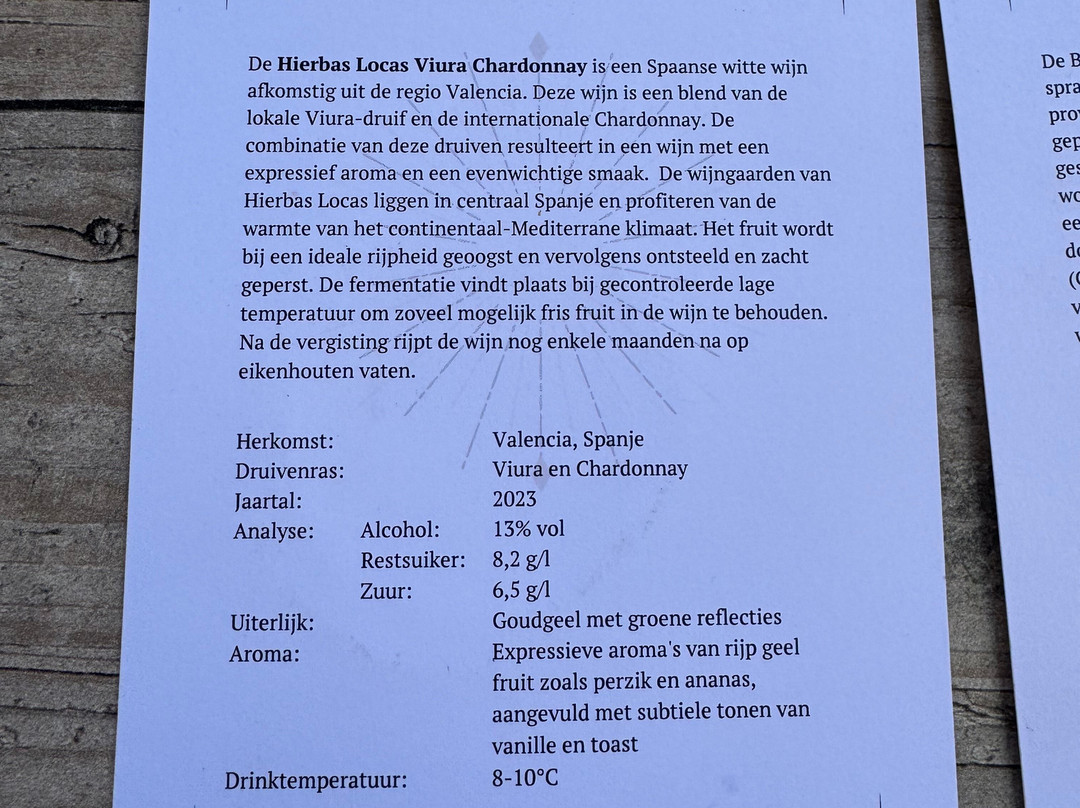 De Hierbas Locas Viura Chardonnay is een Spaanse witte wijn
afkomstig uit de regio Valencia. Deze wijn is een blend van de
lokale Viura-druif en de internationale Chardonnay. De
combinatie van deze druiven resulteert in een wijn met een
expressief aroma en een evenwichtige smaak.  De wijngaarden van
Hierbas Locas liggen in centraal Spanje en profiteren van de
warmte van het continentaal-Mediterrane klimaat. Het fruit wordt
bij een ideale rijpheid geoogst en vervolgens ontsteeld en zacht
geperst. De fermentatie vindt plaats bij gecontroleerde lage
temperatuur om zoveel mogelijk fris fruit in de wijn te behouden.
Na de vergisting rijpt de wijn nog enkele maanden na op
eikenhouten vaten.
Herkomst: Valencia, Spanje
Druivenras: Viura en Chardonnay
Jaartal: 2023
Analyse: Alcohol: 13% vol
Restsuiker: 8,2 g/l
Zuur: 6,5 g/l
Uiterlijk: Goudgeel met groene reflecties
Aroma: Expressieve aroma's van rijp geel
fruit zoals perzik en ananas,
aangevuld met subtiele tonen van
vanille en toast
Drinktemperatuur: 8-10°C
De B
spra
prov
gep
ges
wo
ee